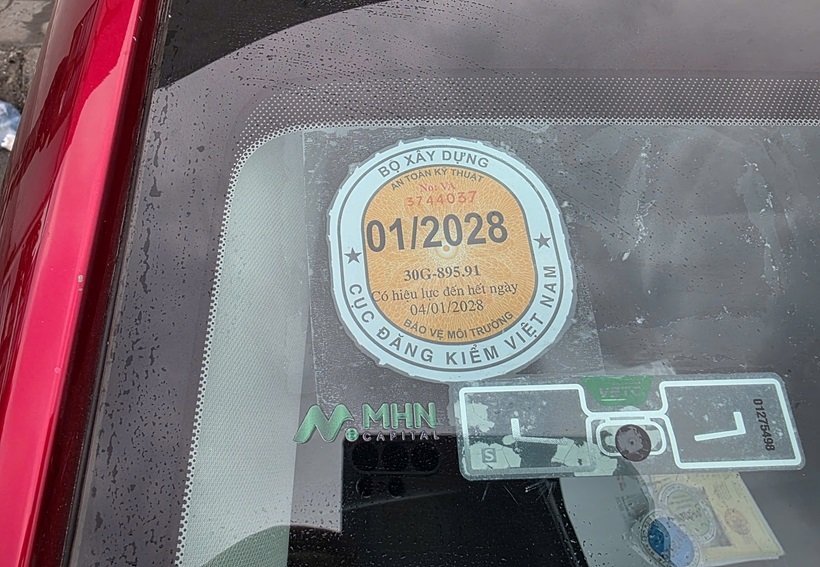 BỘ XÂY DỰNG
AN TOÀN KỸ THUẬT
No: VA
3744037
01/2028
30G-895.91
Có hiệu lực đến hết ngày
04/01/2028
BẢO VỆ MÔI TRƯỜNG
CỤC ĐĂNG KIỂM VIỆT NAM
MHN
CAPITAL
S
01275498